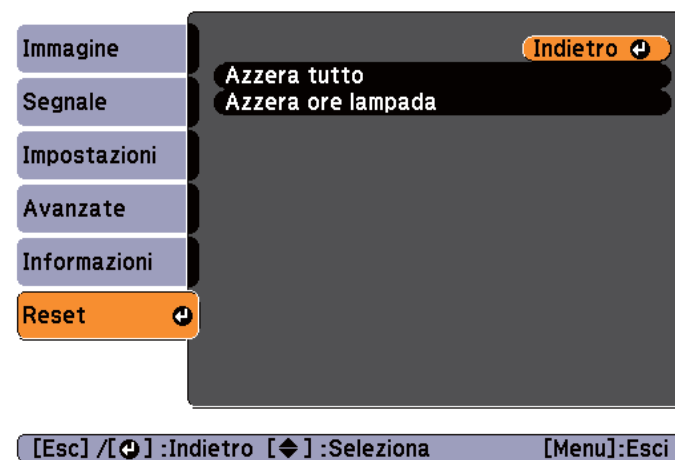 Immagine
Segnale
Impostazioni
Avanzate
Informazioni
Reset
Indietro
Azzera tutto
Azzera ore lampada
[Esc] /[ ] :Indietro [ ] :Seleziona [Menu]:Esci